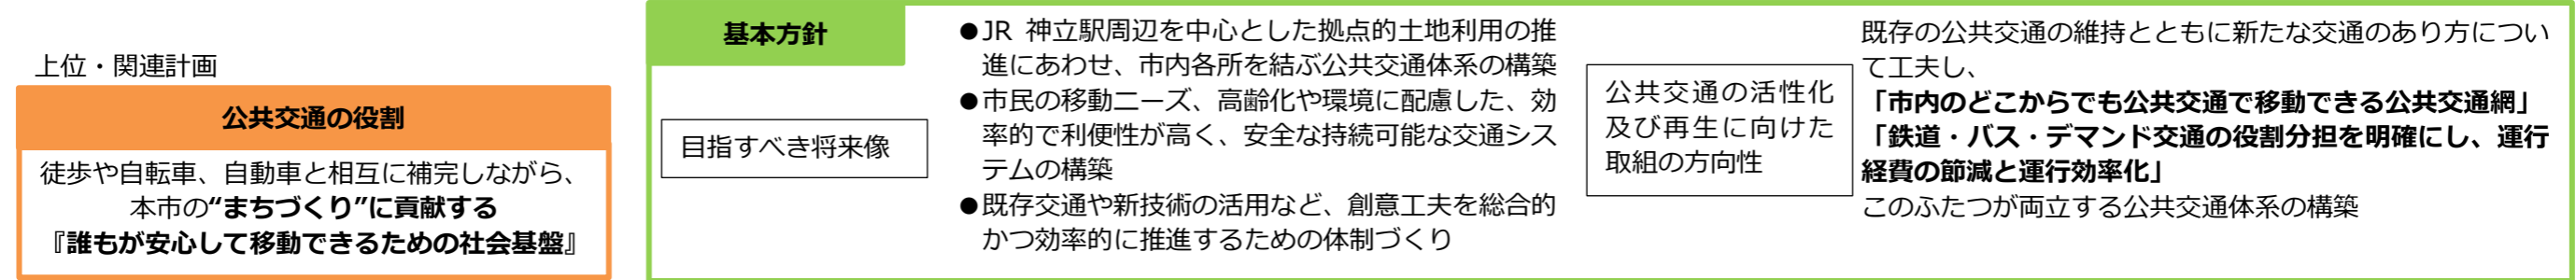 上位・関連計画
公共交通の役割
徒歩や自転車、自動車と相互に補完しながら、
本市の“まちづくり”に貢献する
『誰もが安心して移動できるための社会基盤』
基本方針
目指すべき将来像
●JR 神立駅周辺を中心とした拠点的土地利用の推
進にあわせ、市内各所を結ぶ公共交通体系の構築
●市民の移動ニーズ、高齢化や環境に配慮した、効
率的で利便性が高く、安全な持続可能な交通シス
テムの構築
●既存交通や新技術の活用など、創意工夫を総合的
かつ効率的に推進するための体制づくり
公共交通の活性化
及び再生に向けた
取組の方向性
既存の公共交通の維持とともに新たな交通のあり方につい
て工夫し、
「市内のどこからでも公共交通で移動できる公共交通網」
「鉄道・バス・デマンド交通の役割分担を明確にし、運行
経費の節減と運行効率化」
このふたつが両立する公共交通体系の構築